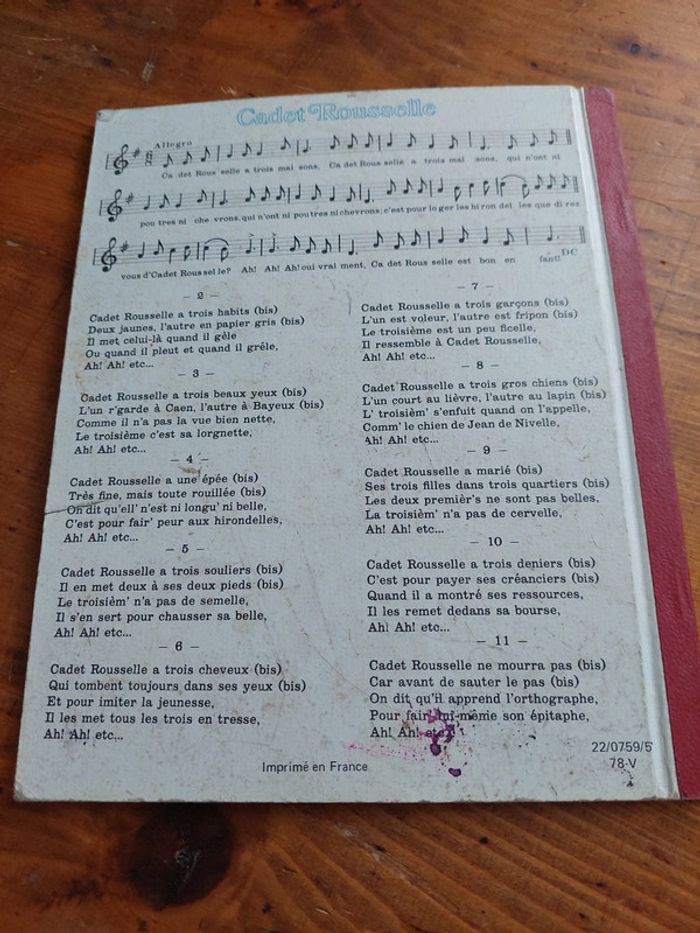 Cadet Rousselle
Allegro
Ca det Rous selle a trois mai sons, Ca det Rous selle a trois mai sons, qui n'ont ni
pou tres ni che vrons, qui n'ont ni pou tres ni chevrons; c'est pour lo ger les hi ron del les que di rez
vous d'Cadet Rous sel le? Ah! Ah! Ah! oui vrai ment, Ca det Rous selle est bon en fant! DC
– 2 –
Cadet Rousselle a trois habits (bis)
Deux jaunes, l'autre en papier gris (bis)
Il met celui-là quand il gèle
Ou quand il pleut et quand il grêle,
Ah! Ah! etc...
– 3 –
Cadet Rousselle a trois beaux yeux (bis)
L'un r'garde à Caen, l'autre à Bayeux (bis)
Comme il n'a pas la vue bien nette,
Le troisième c'est sa lorgnette,
Ah! Ah! etc...
– 4 –
Cadet Rousselle a une épée (bis)
Très fine, mais toute rouillée (bis)
On dit qu'ell' n'est ni longu' ni belle,
C'est pour fair' peur aux hirondelles,
Ah! Ah! etc...
– 5 –
Cadet Rousselle a trois souliers (bis)
Il en met deux à ses deux pieds (bis)
Le troisièm' n'a pas de semelle,
Il s'en sert pour chausser sa belle,
Ah! Ah! etc...
– 6 –
Cadet Rousselle a trois cheveux (bis)
Qui tombent toujours dans ses yeux (bis)
Et pour imiter la jeunesse,
Il les met tous les trois en tresse,
Ah! Ah! etc...
– 7 –
Cadet Rousselle a trois garçons (bis)
L'un est voleur, l'autre est fripon (bis)
Le troisième est un peu ficelle,
Il ressemble à Cadet Rousselle,
Ah! Ah! etc...
– 8 –
Cadet Rousselle a trois gros chiens (bis)
L'un court au lièvre, l'autre au lapin (bis)
L' troisièm' s'enfuit quand on l'appelle,
Comm' le chien de Jean de Nivelle,
Ah! Ah! etc...
– 9 –
Cadet Rousselle a marié (bis)
Ses trois filles dans trois quartiers (bis)
Les deux premièr's ne sont pas belles,
La troisièm' n'a pas de cervelle,
Ah! Ah! etc...
– 10 –
Cadet Rousselle a trois deniers (bis)
C'est pour payer ses créanciers (bis)
Quand il a montré ses ressources,
Il les remet dedans sa bourse,
Ah! Ah! etc...
– 11 –
Cadet Rousselle ne mourra pas (bis)
Car avant de sauter le pas (bis)
On dit qu'il apprend l'orthographe,
Pour fair' lui-même son épitaphe,
Ah! Ah! etc...
Imprimé en France
22/0759/5
78-V